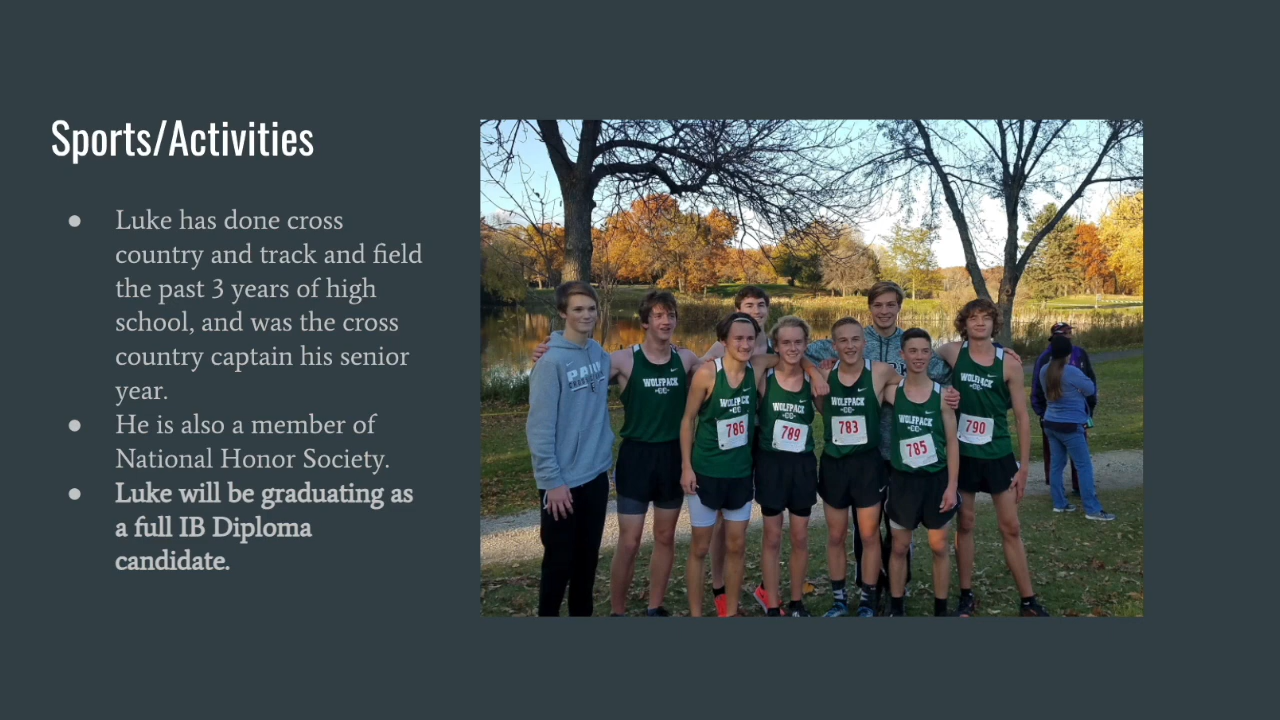 Sports/Activities
● Luke has done cross
country and track and field
the past 3 years of high
school, and was the cross
country captain his senior
year.
● He is also a member of
National Honor Society.
● Luke will be graduating as
a full IB Diploma
candidate.
PARK
WOLFPACK
CC
WOLFPACK
CC
786
WOLFPACK
CC
789
WOLFPACK
CC
783
WOLFPACK
CC
785
WOLFPACK
CC
790